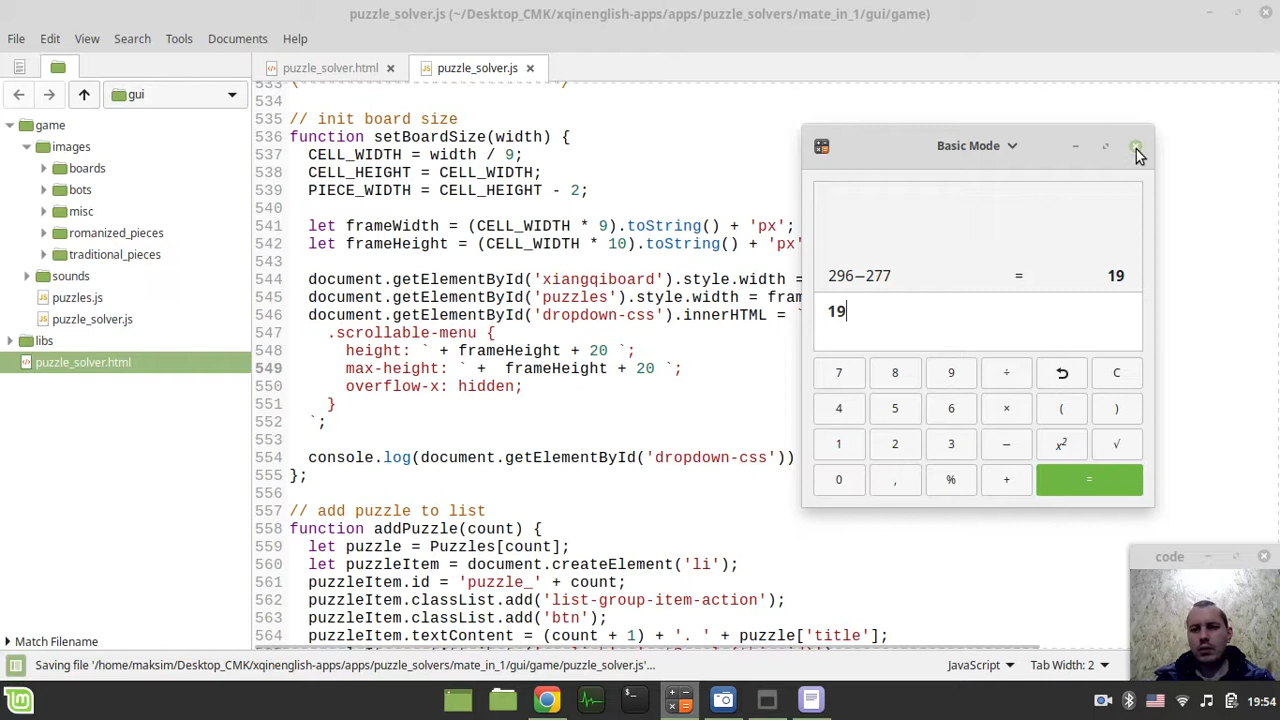 puzzle_solver.js (~/Desktop_CMK/xqinenglish-apps/apps/puzzle_solvers/mate_in_1/gui/game)
File Edit View Search Tools Documents Help
puzzle_solver.html
puzzle_solver.js
gui
game
images
boards
bots
misc
romanized_pieces
traditional_pieces
sounds
puzzles.js
puzzle_solver.js
libs
puzzle_solver.html
Match Filename
533
534
535 // init board size
536 function setBoardSize(width) {
537 CELL_WIDTH = width / 9;
538 CELL_HEIGHT = CELL_WIDTH;
539 PIECE_WIDTH = CELL_HEIGHT - 2;
540
541 let frameWidth = (CELL_WIDTH * 9).toString() + 'px';
542 let frameHeight = (CELL_WIDTH * 10).toString() + 'px'
543
544 document.getElementById('xiangqiboard').style.width =
545 document.getElementById('puzzles').style.width = fram
546 document.getElementById('dropdown-css').innerHTML = `
547 .scrollable-menu {
548 height: ` + frameHeight + 20 `;
549 max-height: ` +  frameHeight + 20 `;
550 overflow-x: hidden;
551 }
552 `;
553
554 console.log(document.getElementById('dropdown-css'))
555 };
556
557 // add puzzle to list
558 function addPuzzle(count) {
559 let puzzle = Puzzles[count];
560 let puzzleItem = document.createElement('li');
561 puzzleItem.id = 'puzzle_' + count;
562 puzzleItem.classList.add('list-group-item-action');
563 puzzleItem.classList.add('btn');
564 puzzleItem.textContent = (count + 1) + '. ' + puzzle['title'];
Basic Mode
296−277 = 19
19
7 8 9 ÷ C
4 5 6 × ( )
1 2 3 − x² √
0 , % + =
code
Saving file '/home/maksim/Desktop_CMK/xqinenglish-apps/apps/puzzle_solvers/mate_in_1/gui/game/puzzle_solver.js'...
JavaScript
Tab Width: 2
19:54